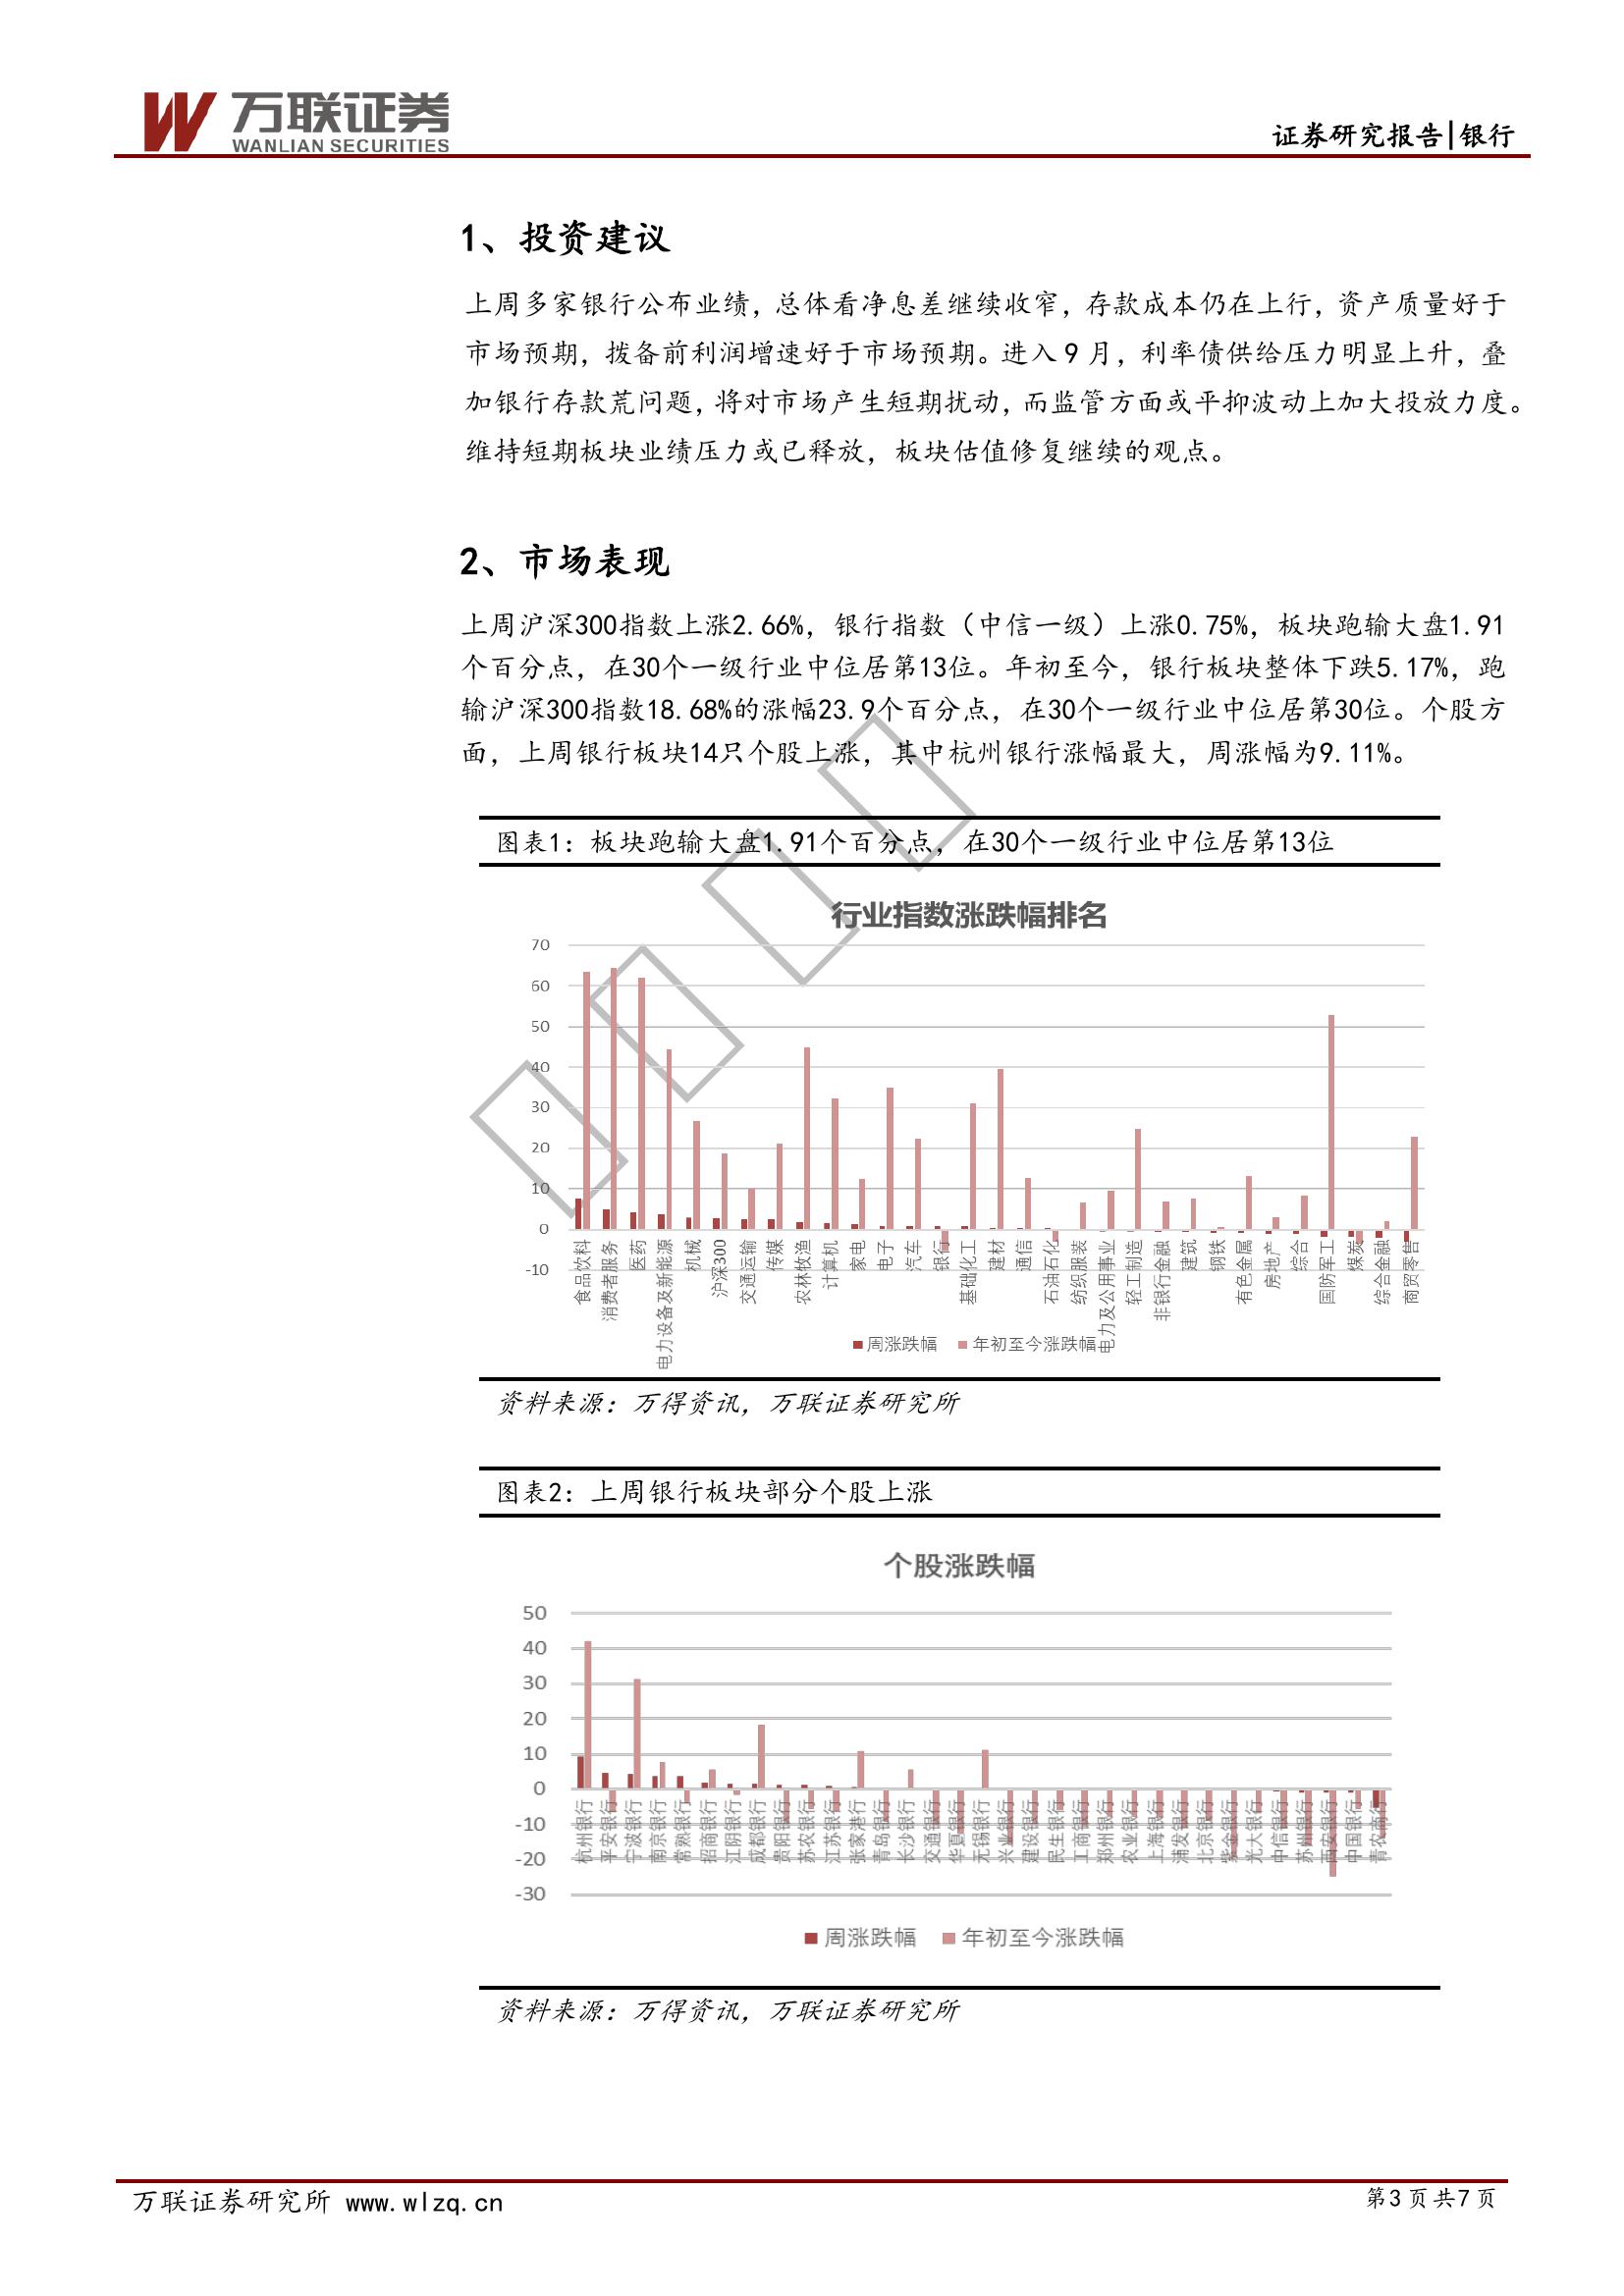 万联证券
WANLIAN SECURITIES
证券研究报告|银行
1、投资建议
上周多家银行公布业绩，总体看净息差继续收窄，存款成本仍在上行，资产质量好于
市场预期，拨备前利润增速好于市场预期。进入 9 月，利率债供给压力明显上升，叠
加银行存款荒问题，将对市场产生短期扰动，而监管方面或平抑波动上加大投放力度。
维持短期板块业绩压力或已释放，板块估值修复继续的观点。
2、市场表现
上周沪深300指数上涨2.66%，银行指数（中信一级）上涨0.75%，板块跑输大盘1.91
个百分点，在30个一级行业中位居第13位。年初至今，银行板块整体下跌5.17%，跑
输沪深300指数18.68%的涨幅23.9个百分点，在30个一级行业中位居第30位。个股方
面，上周银行板块14只个股上涨，其中杭州银行涨幅最大，周涨幅为9.11%。
图表1：板块跑输大盘1.91个百分点，在30个一级行业中位居第13位
行业指数涨跌幅排名
70
60
50
40
30
20
10
0
-10
食品饮料
消费者服务
医药
电力设备及新能源
机械
沪深300
交通运输
传媒
农林牧渔
计算机
家电
电子
汽车
银行
基础化工
建材
通信
石油石化
纺织服装
电力及公用事业
轻工制造
非银行金融
建筑
钢铁
有色金属
房地产
综合
国防军工
煤炭
综合金融
商贸零售
周涨跌幅
年初至今涨跌幅
资料来源：万得资讯，万联证券研究所
图表2：上周银行板块部分个股上涨
个股涨跌幅
50
40
30
20
10
0
-10
-20
-30
杭州银行
平安银行
宁波银行
南京银行
常熟银行
招商银行
江阴银行
成都银行
贵阳银行
苏农银行
江苏银行
张家港行
青岛银行
长沙银行
交通银行
华夏银行
无锡银行
兴业银行
建设银行
民生银行
工商银行
郑州银行
农业银行
上海银行
浦发银行
北京银行
紫金银行
光大银行
中信银行
苏州银行
西安银行
中国银行
青农商行
周涨跌幅
年初至今涨跌幅
资料来源：万得资讯，万联证券研究所
万联证券研究所 www.wlzq.cn
第 3 页 共 7 页